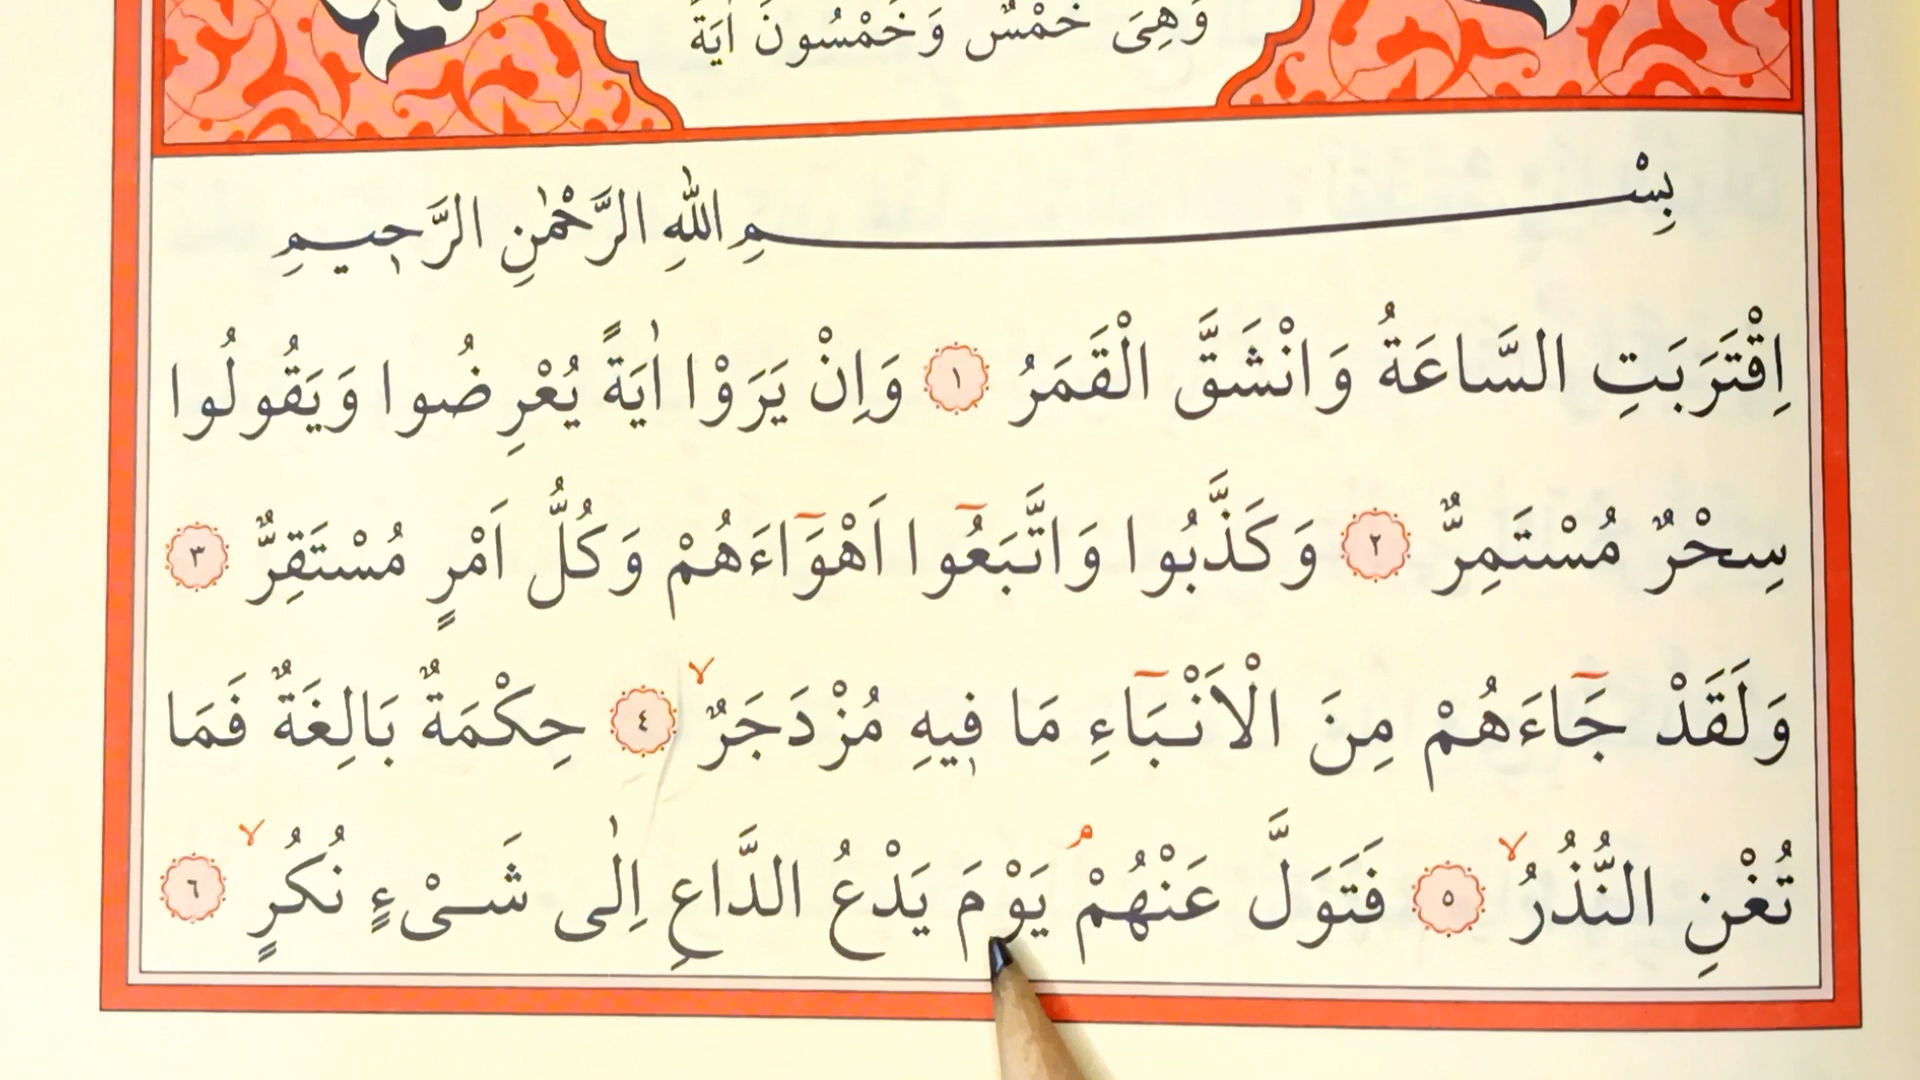 وَهِىَ خَمْسٌ وَخَمْسُونَ اٰيَةً
بِسْمِ اللّٰهِ الرَّحْمٰنِ الرَّحٖيمِ
اِقْتَرَبَتِ السَّاعَةُ وَانْشَقَّ الْقَمَرُ ١ وَاِنْ يَرَوْا اٰيَةً يُعْرِضُوا وَيَقُولُوا
سِحْرٌ مُسْتَمِرٌّ ٢ وَكَذَّبُوا وَاتَّبَعُٓوا اَهْوَٓاءَهُمْ وَكُلُّ اَمْرٍ مُسْتَقِرٌّ ٣
وَلَقَدْ جَٓاءَهُمْ مِنَ الْاَنْبَٓاءِ مَا فٖيهِ مُزْدَجَرٌۙ ٤ حِكْمَةٌ بَالِغَةٌ فَمَا
تُغْنِ النُّذُرُۙ ٥ فَتَوَلَّ عَنْهُمْۢ يَوْمَ يَدْعُ الدَّاعِ اِلٰى شَىْءٍ نُكُرٍۙ ٦